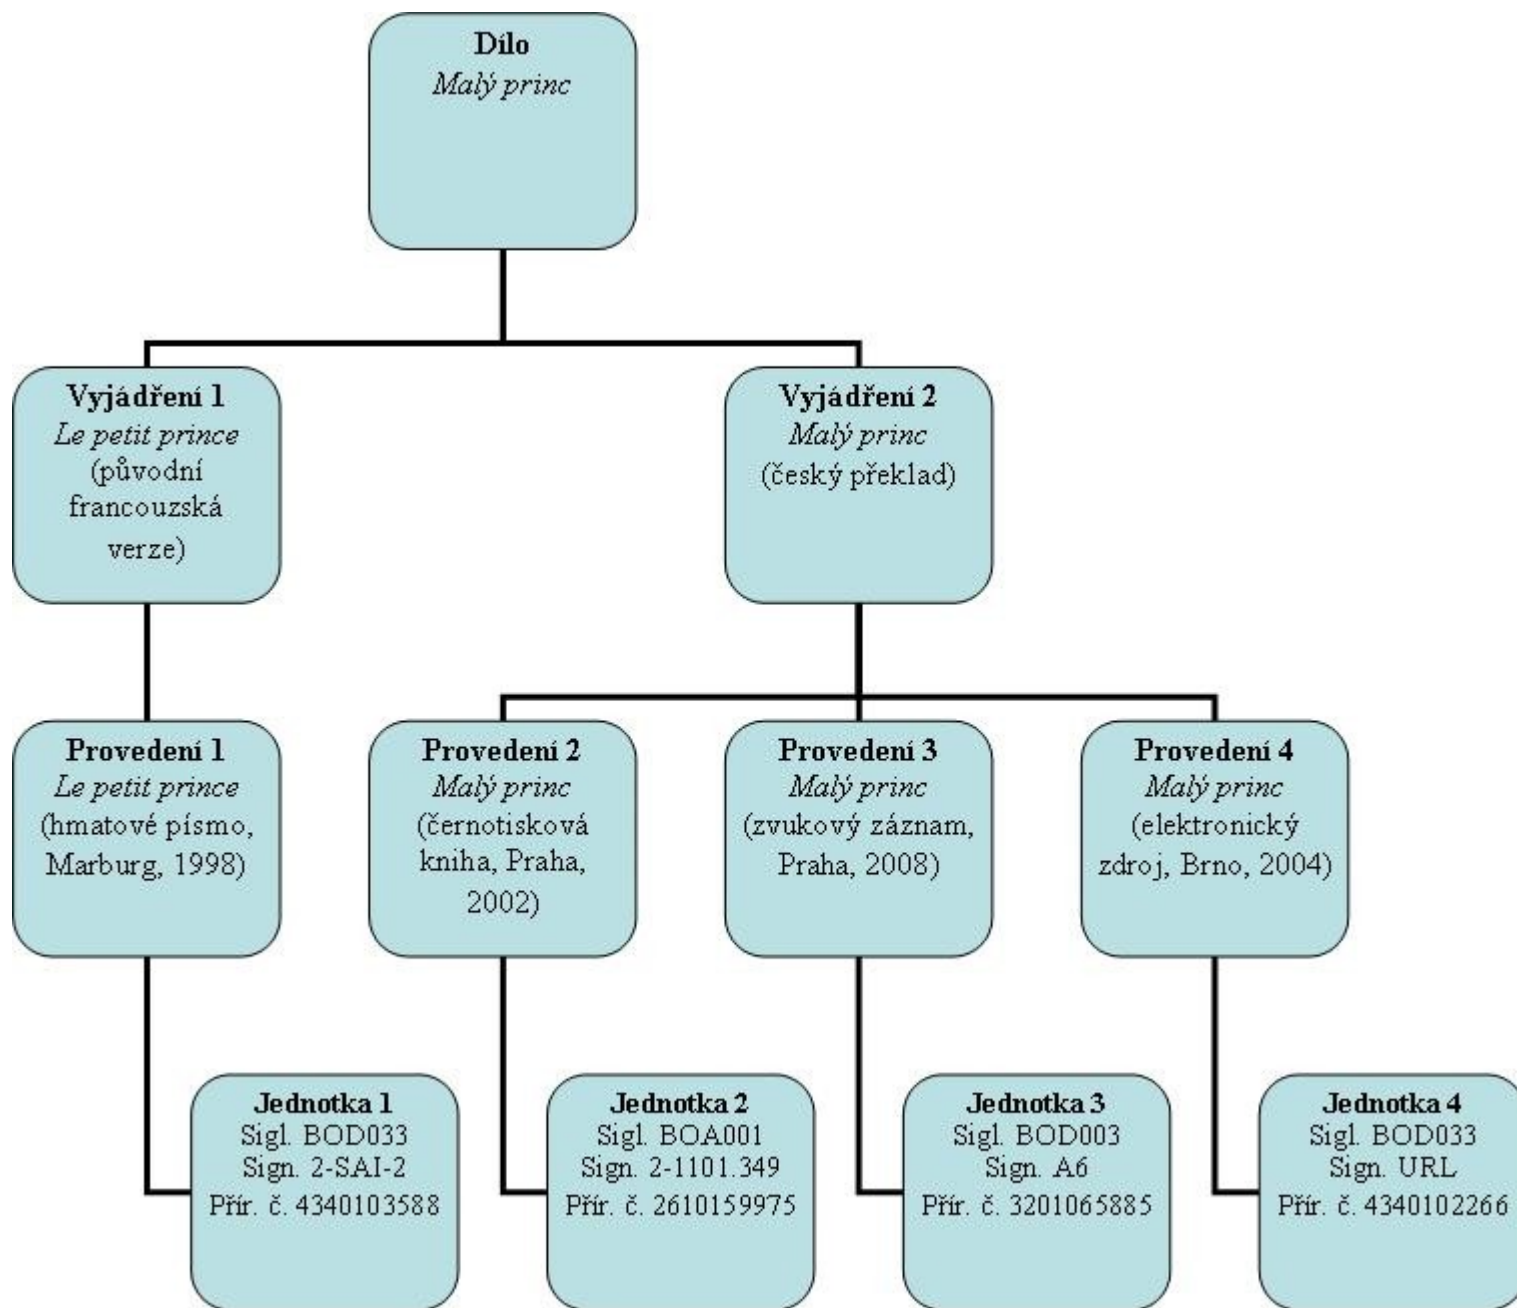 Dílo
Malý princ
Vyjádření 1
Le petit prince
(původní
francouzská
verze)
Vyjádření 2
Malý princ
(český překlad)
Provedení 1
Le petit prince
(hmatové písmo,
Marburg, 1998)
Provedení 2
Malý princ
(černotisková
kniha, Praha,
2002)
Provedení 3
Malý princ
(zvukový záznam,
Praha, 2008)
Provedení 4
Malý princ
(elektronický
zdroj, Brno, 2004)
Jednotka 1
Sigl. BOD033
Sign. 2-SAI-2
Přír. č. 4340103588
Jednotka 2
Sigl. BOA001
Sign. 2-1101.349
Přír. č. 2610159975
Jednotka 3
Sigl. BOD003
Sign. A6
Přír. č. 3201065885
Jednotka 4
Sigl. BOD033
Sign. URL
Přír. č. 4340102266